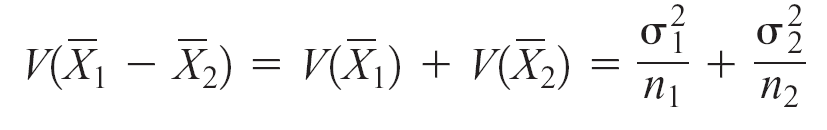 V(X̅₁ − X̅₂) = V(X̅₁) + V(X̅₂) = σ₁²/n₁ + σ₂²/n₂